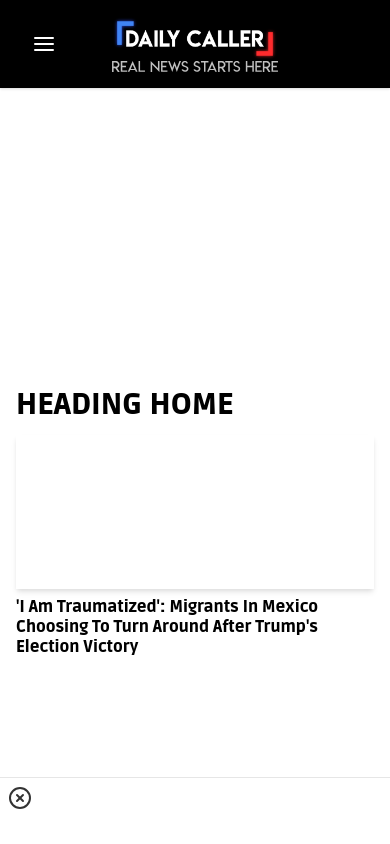 DAILY CALLER
REAL NEWS STARTS HERE
HEADING HOME
'I Am Traumatized': Migrants In Mexico
Choosing To Turn Around After Trump's
Election Victory